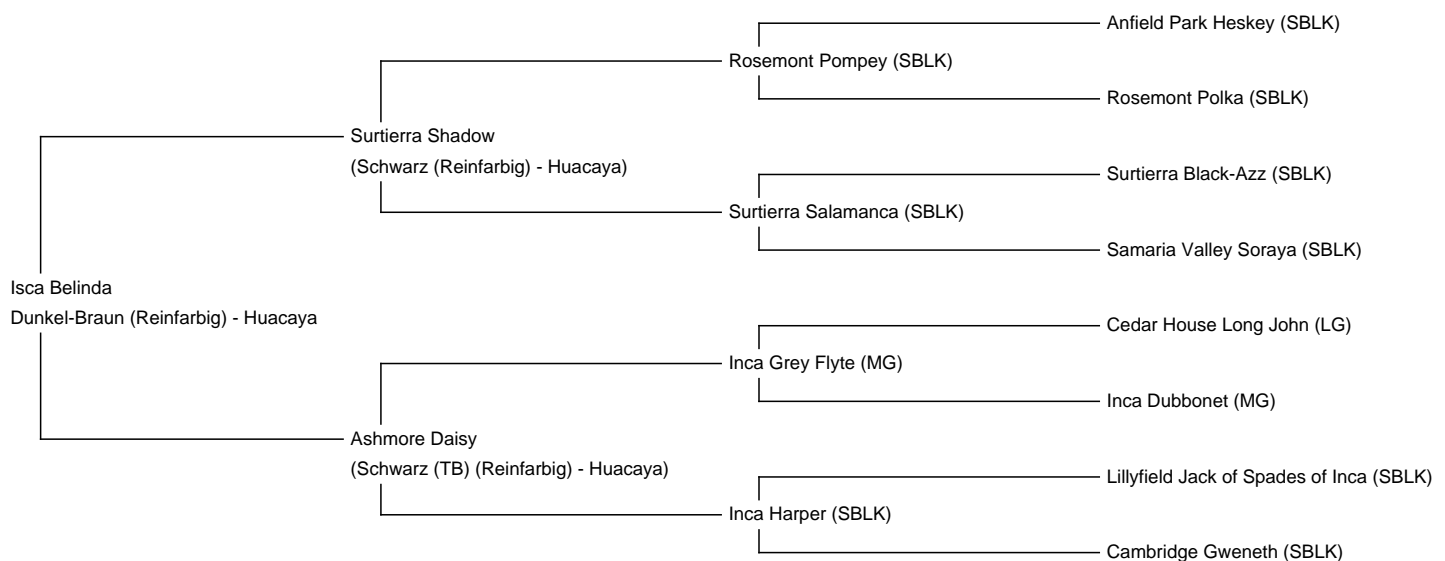 Anfield Park Heskey (SBLK)
Rosemont Pompey (SBLK)
Rosemont Polka (SBLK)
Surtierra Shadow
(Schwarz (Reinfarbig) - Huacaya)
Surtierra Black-Azz (SBLK)
Surtierra Salamanca (SBLK)
Samaria Valley Soraya (SBLK)
Isca Belinda
Dunkel-Braun (Reinfarbig) - Huacaya
Cedar House Long John (LG)
Inca Grey Flyte (MG)
Inca Dubbonet (MG)
Ashmore Daisy
(Schwarz (TB) (Reinfarbig) - Huacaya)
Lillyfield Jack of Spades of Inca (SBLK)
Inca Harper (SBLK)
Cambridge Gweneth (SBLK)